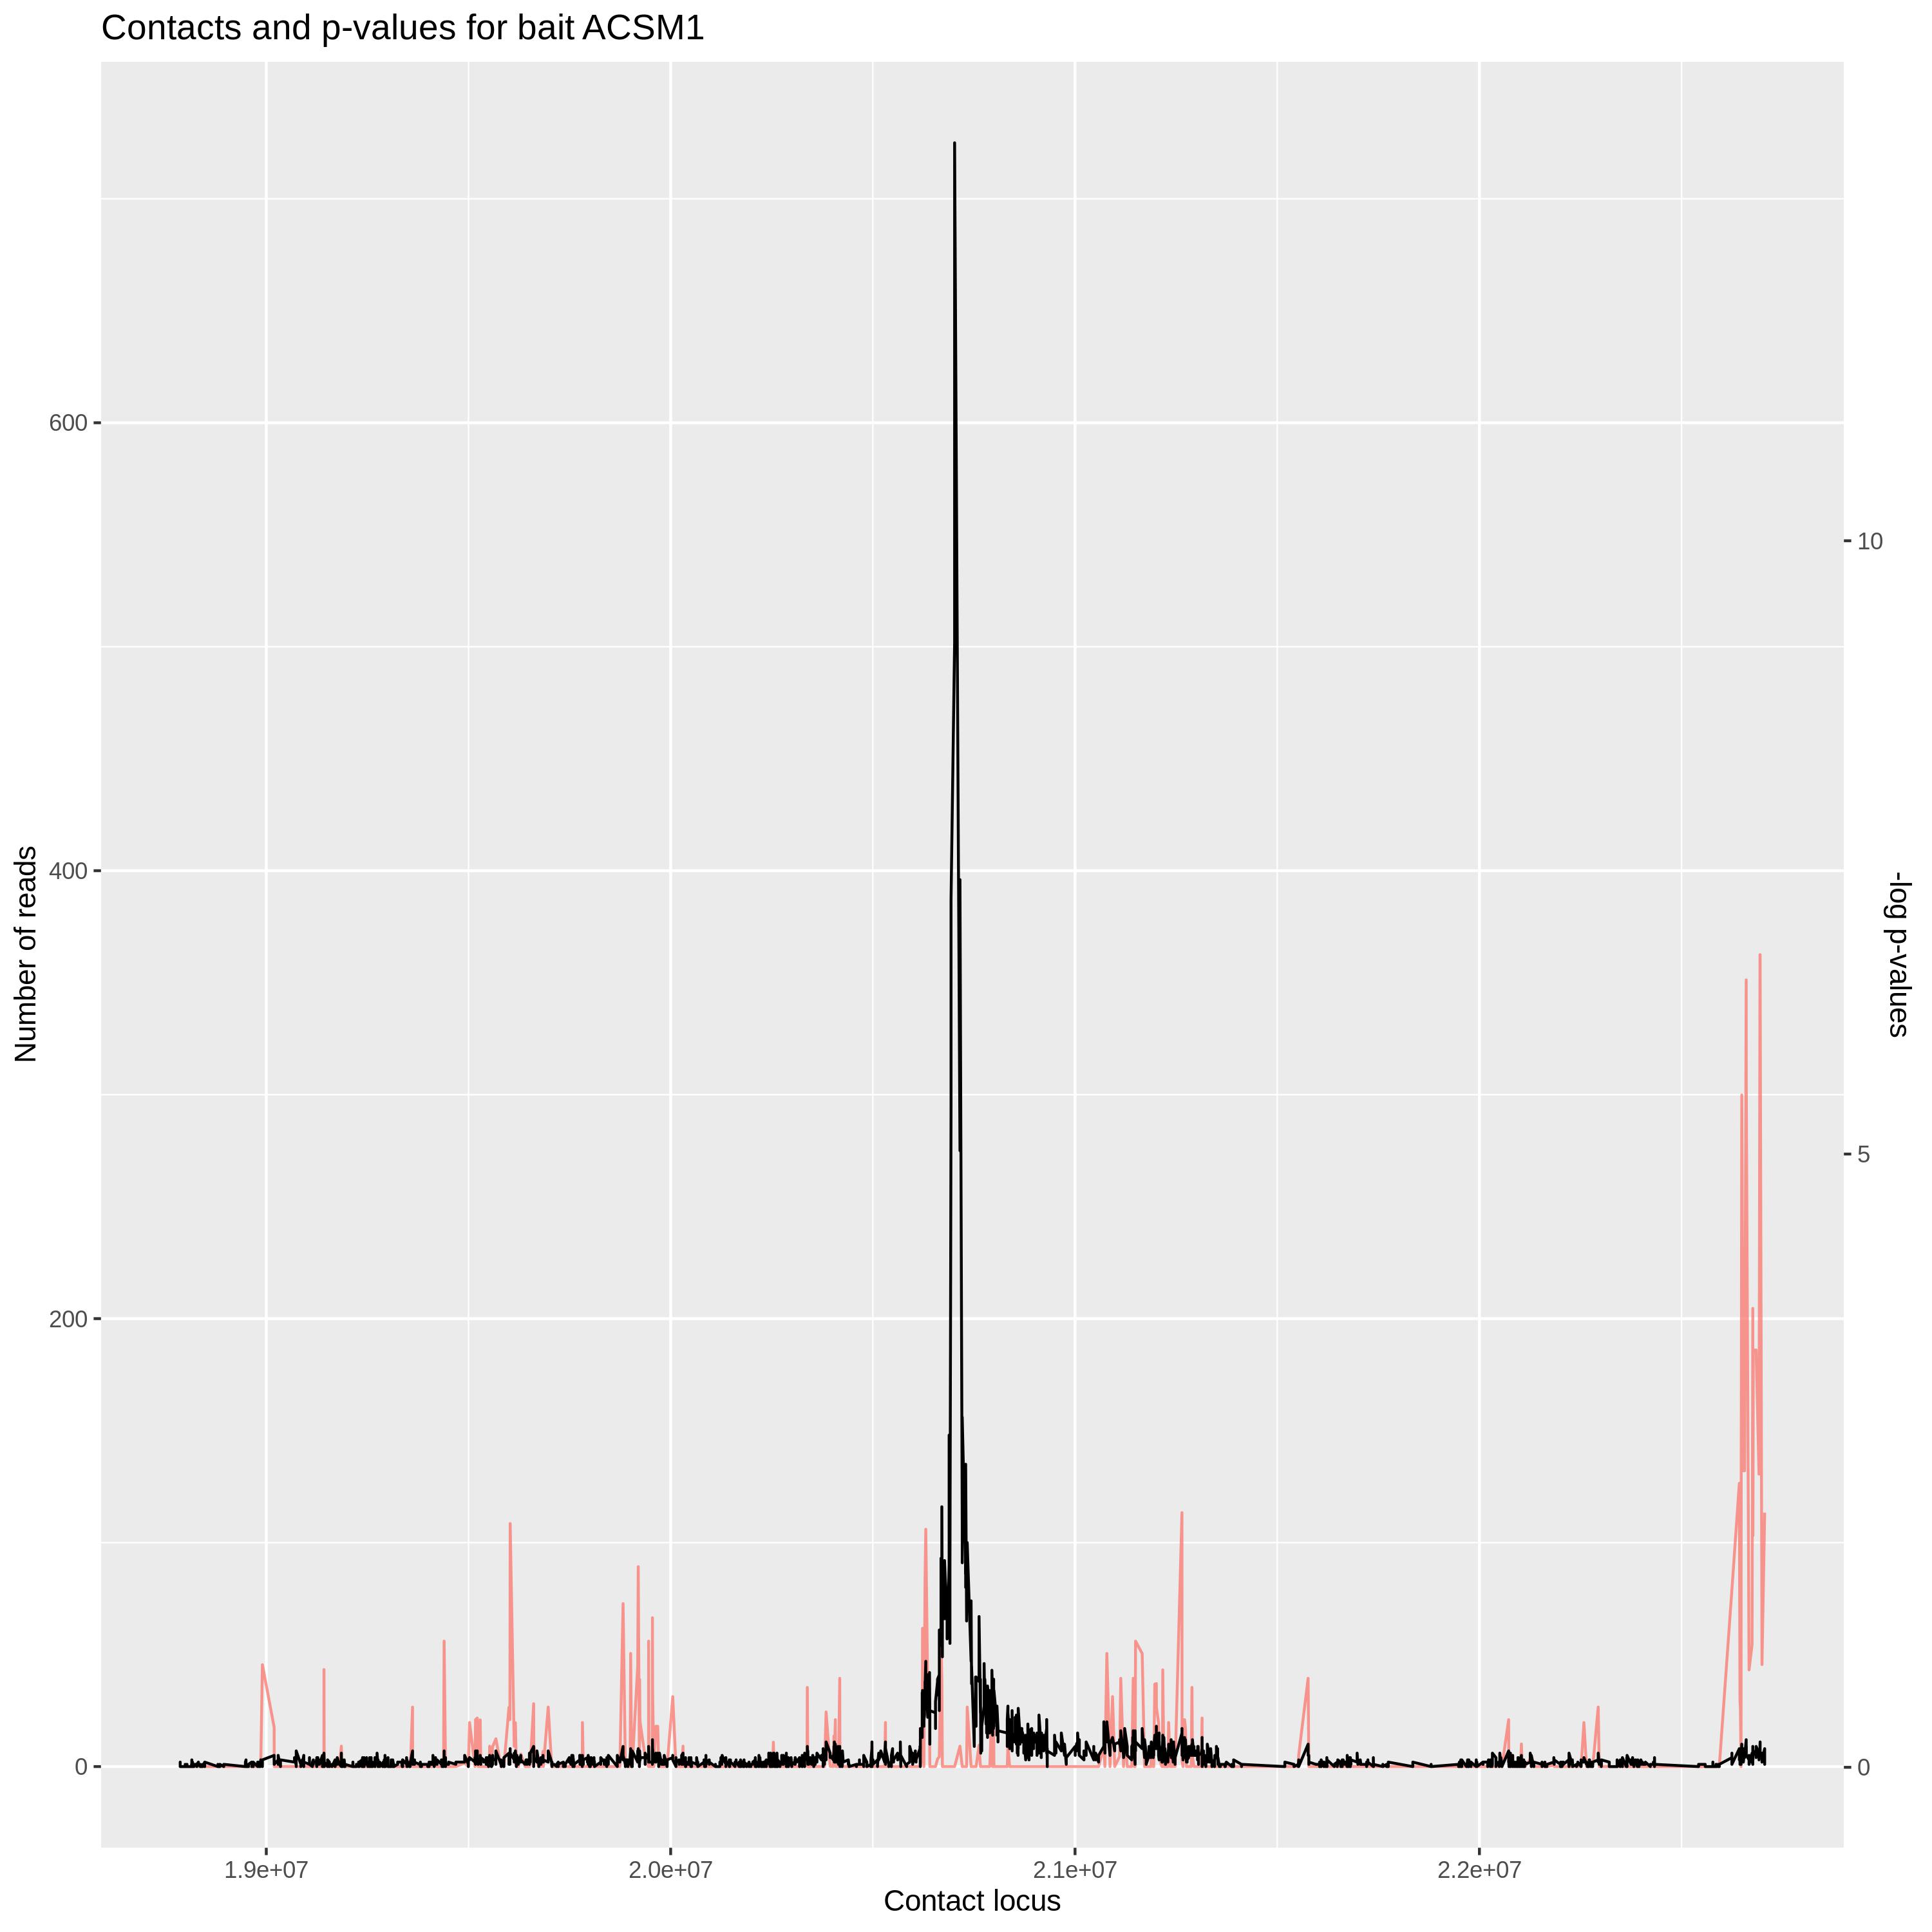 Contacts and p-values for bait ACSM1
600
400
200
0
Number of reads
10
5
0
-log p-values
1.9e+07 2.0e+07 2.1e+07 2.2e+07
Contact locus